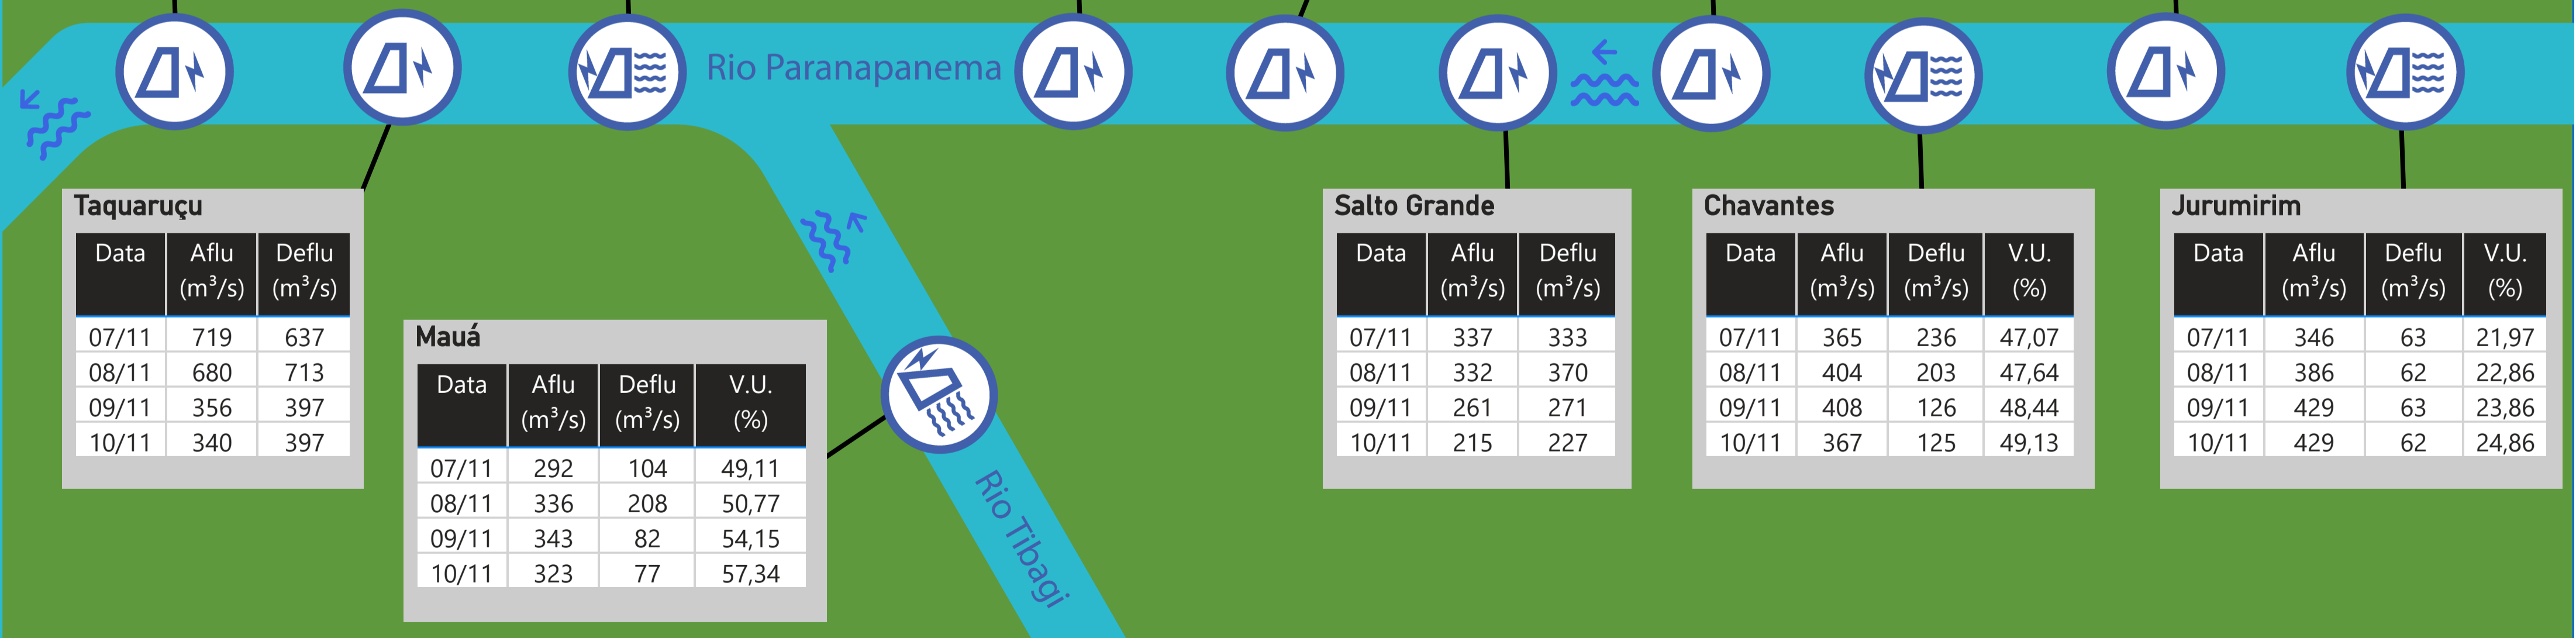 Rio Paranapanema
Taquaruçu
Data Aflu (m³/s) Deflu (m³/s)
07/11 719 637
08/11 680 713
09/11 356 397
10/11 340 397
Mauá
Data Aflu (m³/s) Deflu (m³/s) V.U. (%)
07/11 292 104 49,11
08/11 336 208 50,77
09/11 343 82 54,15
10/11 323 77 57,34
Rio Tibagi
Salto Grande
Data Aflu (m³/s) Deflu (m³/s)
07/11 337 333
08/11 332 370
09/11 261 271
10/11 215 227
Chavantes
Data Aflu (m³/s) Deflu (m³/s) V.U. (%)
07/11 365 236 47,07
08/11 404 203 47,64
09/11 408 126 48,44
10/11 367 125 49,13
Jurumirim
Data Aflu (m³/s) Deflu (m³/s) V.U. (%)
07/11 346 63 21,97
08/11 386 62 22,86
09/11 429 63 23,86
10/11 429 62 24,86